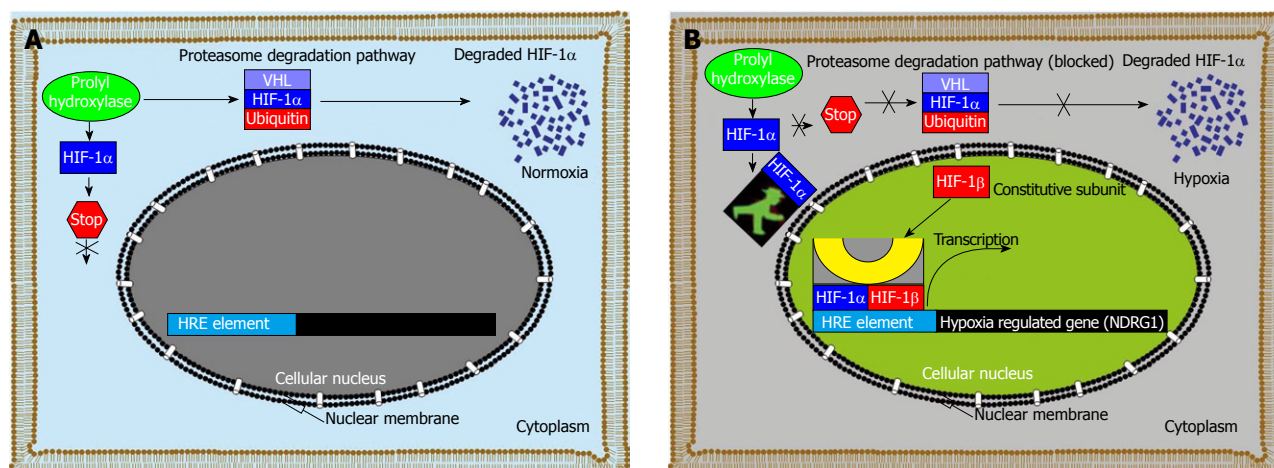 A
Proteasome degradation pathway
Degraded HIF-1α
Prolyl
hydroxylase
VHL
HIF-1α
Ubiquitin
HIF-1α
Normoxia
Stop
HRE element
Cellular nucleus
Nuclear membrane
Cytoplasm
B
Proteasome degradation pathway (blocked)
Degraded HIF-1α
Prolyl
hydroxylase
VHL
HIF-1α
Ubiquitin
Stop
HIF-1α
HIF-1α
Hypoxia
HIF-1β
Constitutive subunit
Transcription
HIF-1α
HIF-1β
HRE element
Hypoxia regulated gene (NDRG1)
Cellular nucleus
Nuclear membrane
Cytoplasm